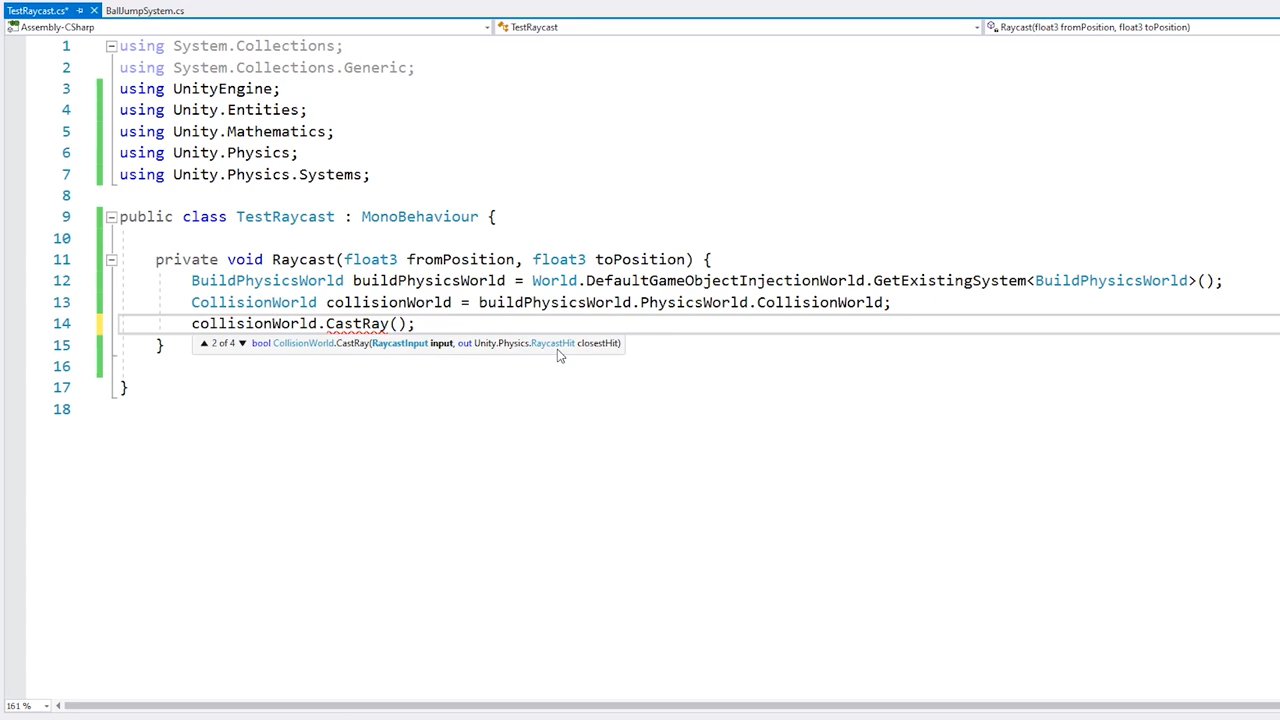 TestRaycast.cs* BallJumpSystem.cs
Assembly-CSharp TestRaycast Raycast(float3 fromPosition, float3 toPosition)
1 using System.Collections;
2 using System.Collections.Generic;
3 using UnityEngine;
4 using Unity.Entities;
5 using Unity.Mathematics;
6 using Unity.Physics;
7 using Unity.Physics.Systems;
8
9 public class TestRaycast : MonoBehaviour {
10
11 private void Raycast(float3 fromPosition, float3 toPosition) {
12 BuildPhysicsWorld buildPhysicsWorld = World.DefaultGameObjectInjectionWorld.GetExistingSystem<BuildPhysicsWorld>();
13 CollisionWorld collisionWorld = buildPhysicsWorld.PhysicsWorld.CollisionWorld;
14 collisionWorld.CastRay();
15 }
▲ 2 of 4 ▼ bool CollisionWorld.CastRay(RaycastInput input, out Unity.Physics.RaycastHit closestHit)
16
17 }
18
161 %